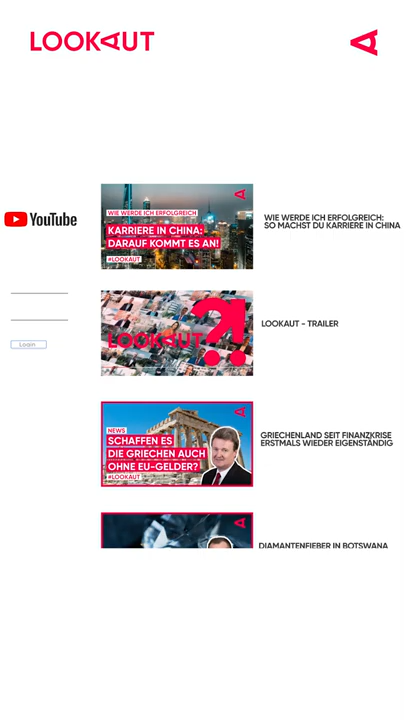 LOOKAUT
YouTube
WIE WERDE ICH ERFOLGREICH
KARRIERE IN CHINA:
DARAUF KOMMT ES AN!
#LOOKAUT
WIE WERDE ICH ERFOLGREICH:
SO MACHST DU KARRIERE IN CHINA
LOOKAUT
LOOKAUT - TRAILER
Login
NEWS
SCHAFFEN ES
DIE GRIECHEN AUCH
OHNE EU-GELDER?
#LOOKAUT
GRIECHENLAND SEIT FINANZKRISE
ERSTMALS WIEDER EIGENSTÄNDIG
DIAMANTENFIEBER IN BOTSWANA